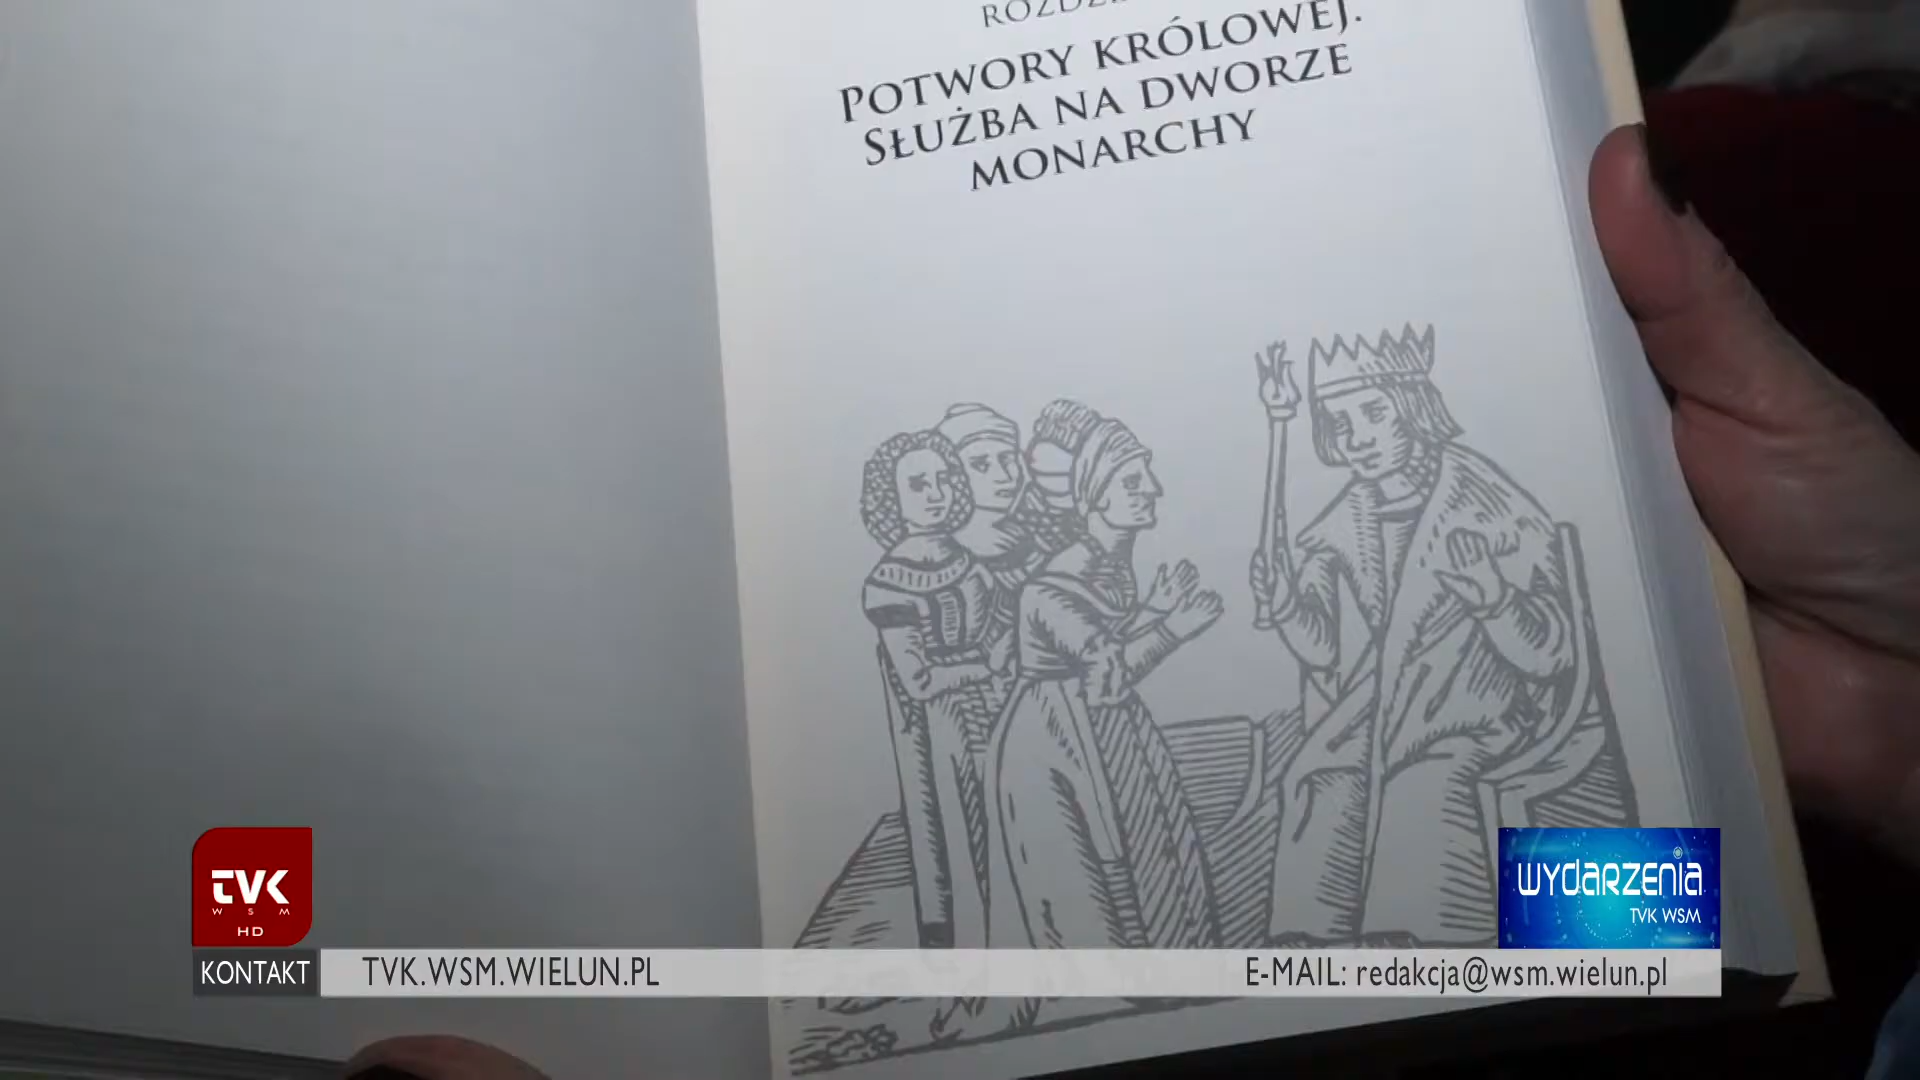 POTWORY KRÓLOWEJ.
SŁUŻBA NA DWORZE
MONARCHY
TVK
WSM
HD
WYDARZENIA
TVK WSM
KONTAKT
TVK.WSM.WIELUN.PL
E-MAIL: redakcja@wsm.wielun.pl